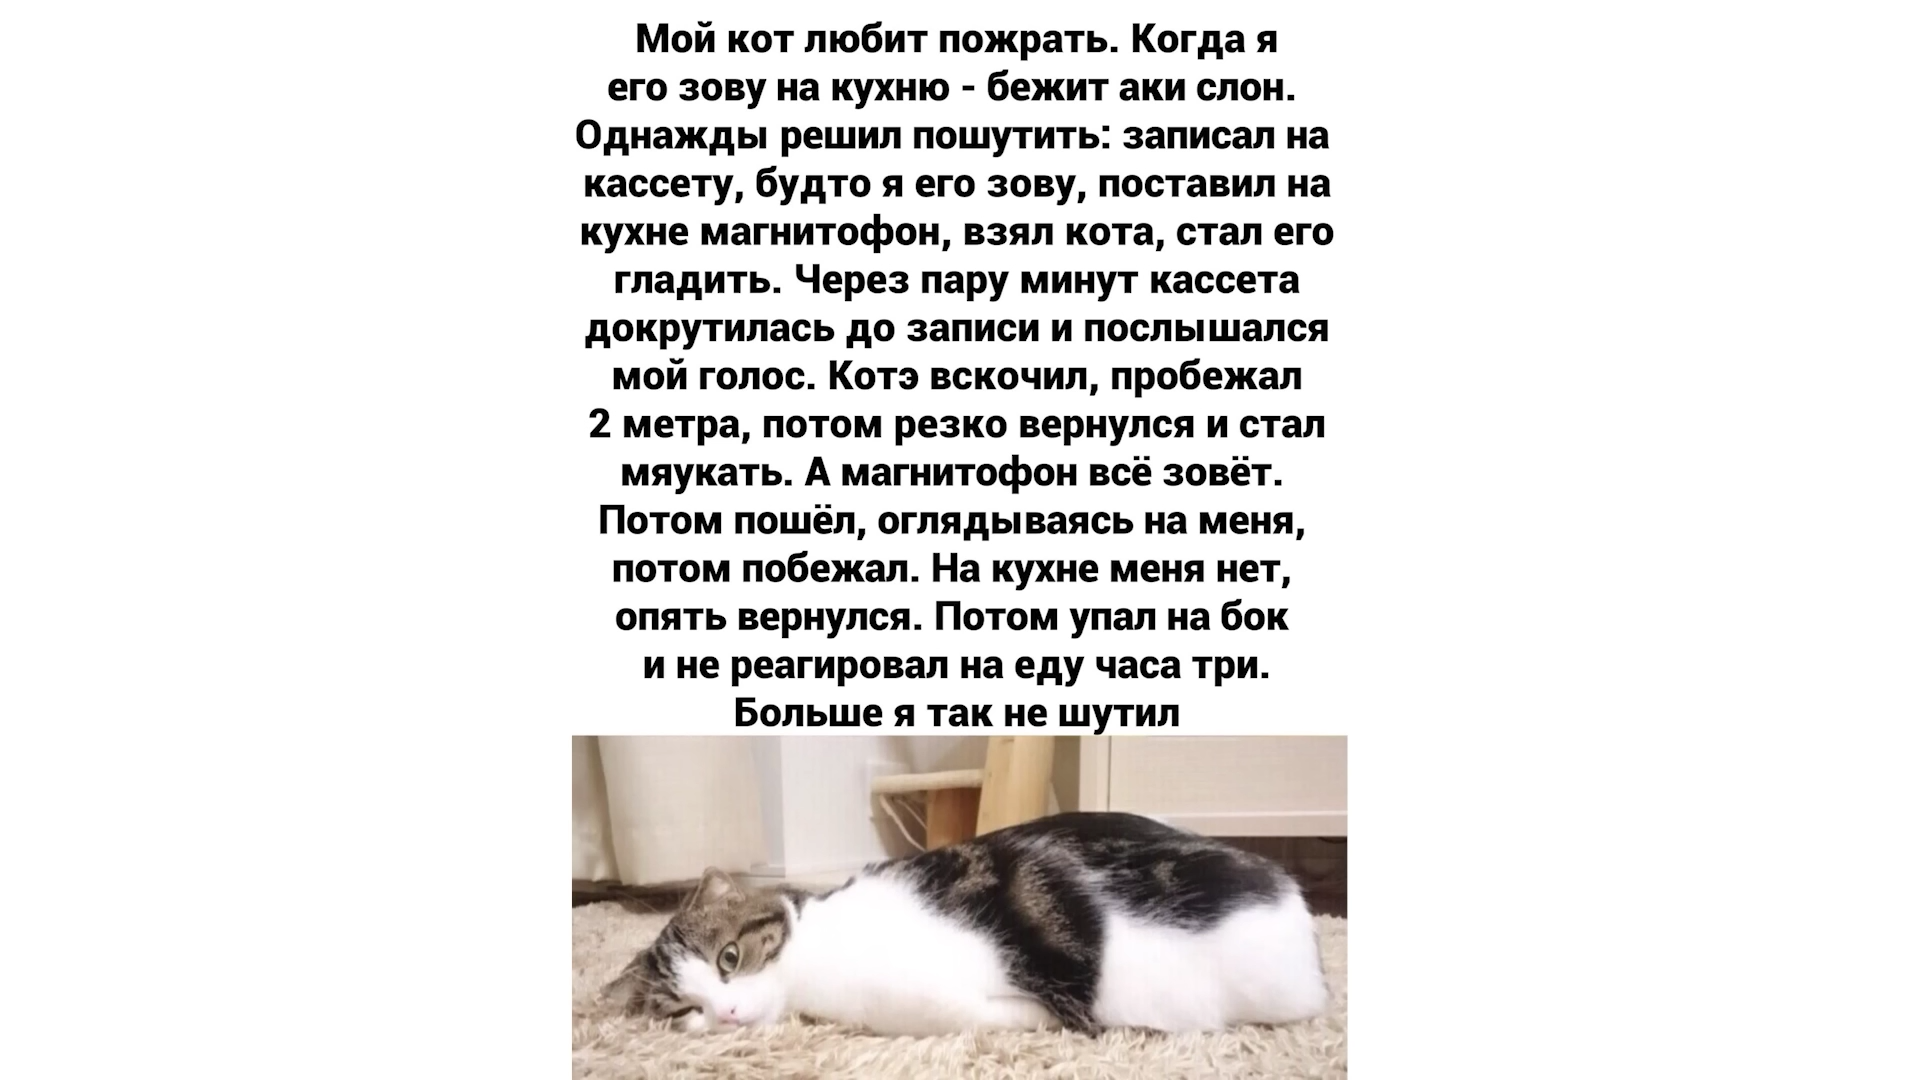 Мой кот любит пожрать. Когда я
его зову на кухню - бежит аки слон.
Однажды решил пошутить: записал на
кассету, будто я его зову, поставил на
кухне магнитофон, взял кота, стал его
гладить. Через пару минут кассета
докрутилась до записи и послышался
мой голос. Котэ вскочил, пробежал
2 метра, потом резко вернулся и стал
мяукать. А магнитофон всё зовёт.
Потом пошёл, оглядываясь на меня,
потом побежал. На кухне меня нет,
опять вернулся. Потом упал на бок
и не реагировал на еду часа три.
Больше я так не шутил